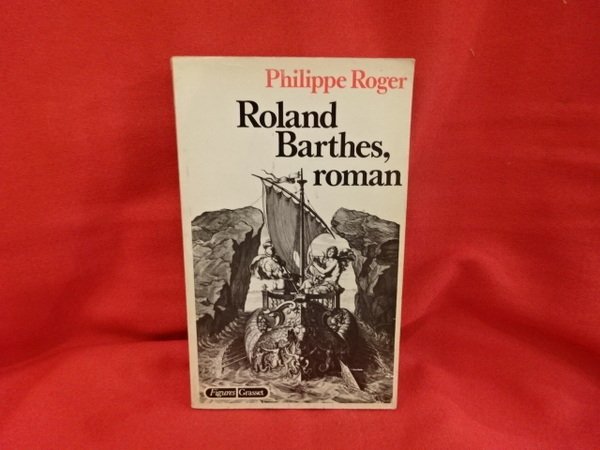 Philippe Roger
Roland
Barthes,
roman
Figures Grasset